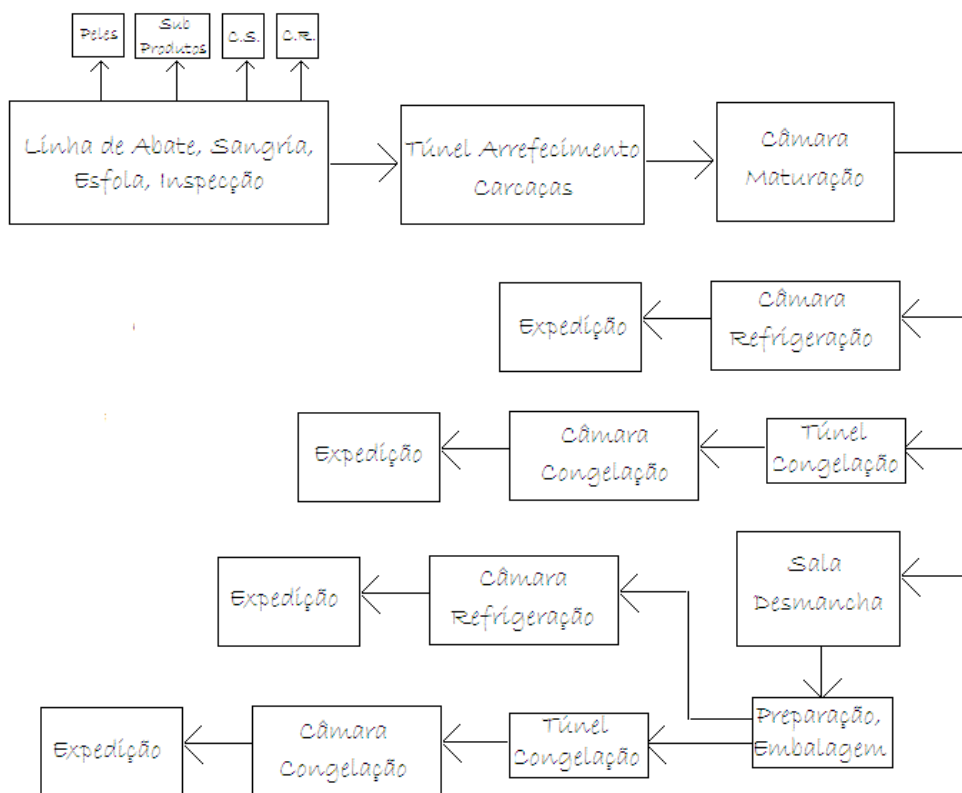 Peles
Sub
Produtos
C.S.
C.R.
Linha de Abate, Sangria,
Esfola, Inspecção
Túnel Arrefecimento
Carcaças
Câmara
Maturação
Expedição
Câmara
Refrigeração
Expedição
Câmara
Congelação
Túnel
Congelação
Expedição
Câmara
Refrigeração
Sala
Desmancha
Expedição
Câmara
Congelação
Túnel
Congelação
Preparação,
Embalagem